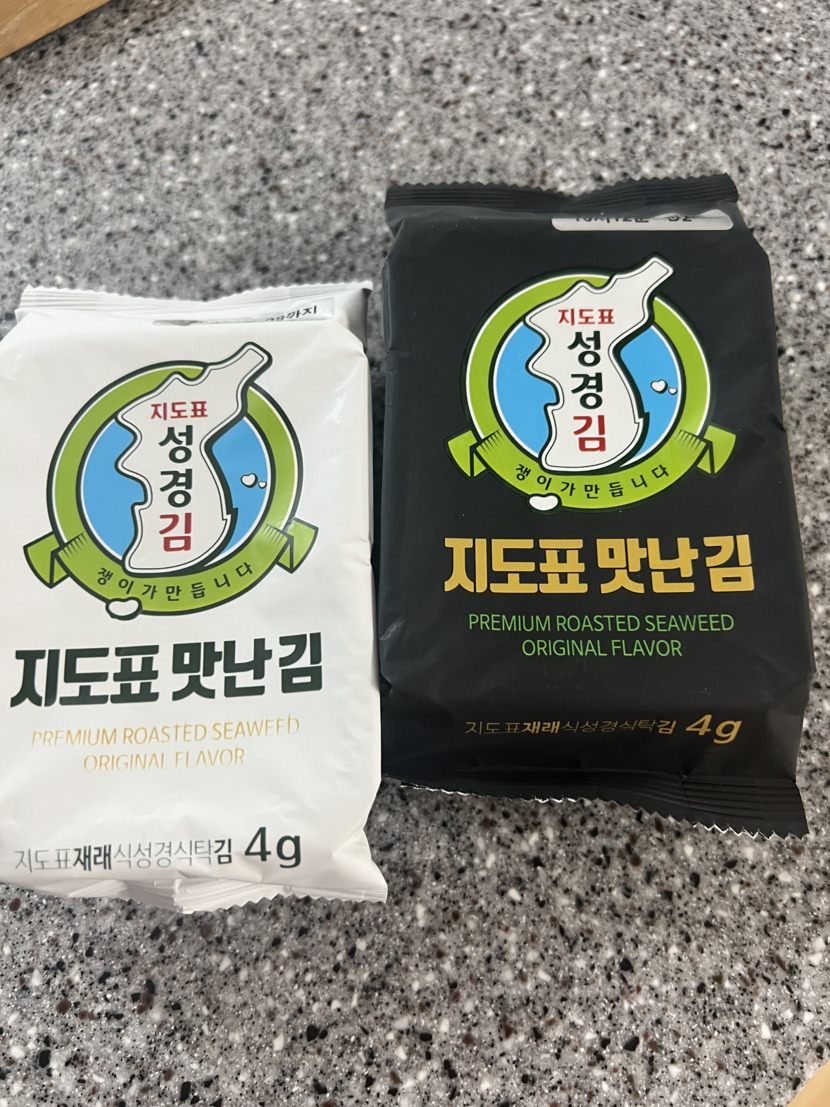 까지
지도표
성경김
쟁이가만듭니다
지도표 맛난김
PREMIUM ROASTED SEAWEED
ORIGINAL FLAVOR
지도표재래식성경식탁김 4g
지도표
성경김
쟁이가만듭니다
지도표 맛난김
PREMIUM ROASTED SEAWEED
ORIGINAL FLAVOR
지도표재래식성경식탁김 4g